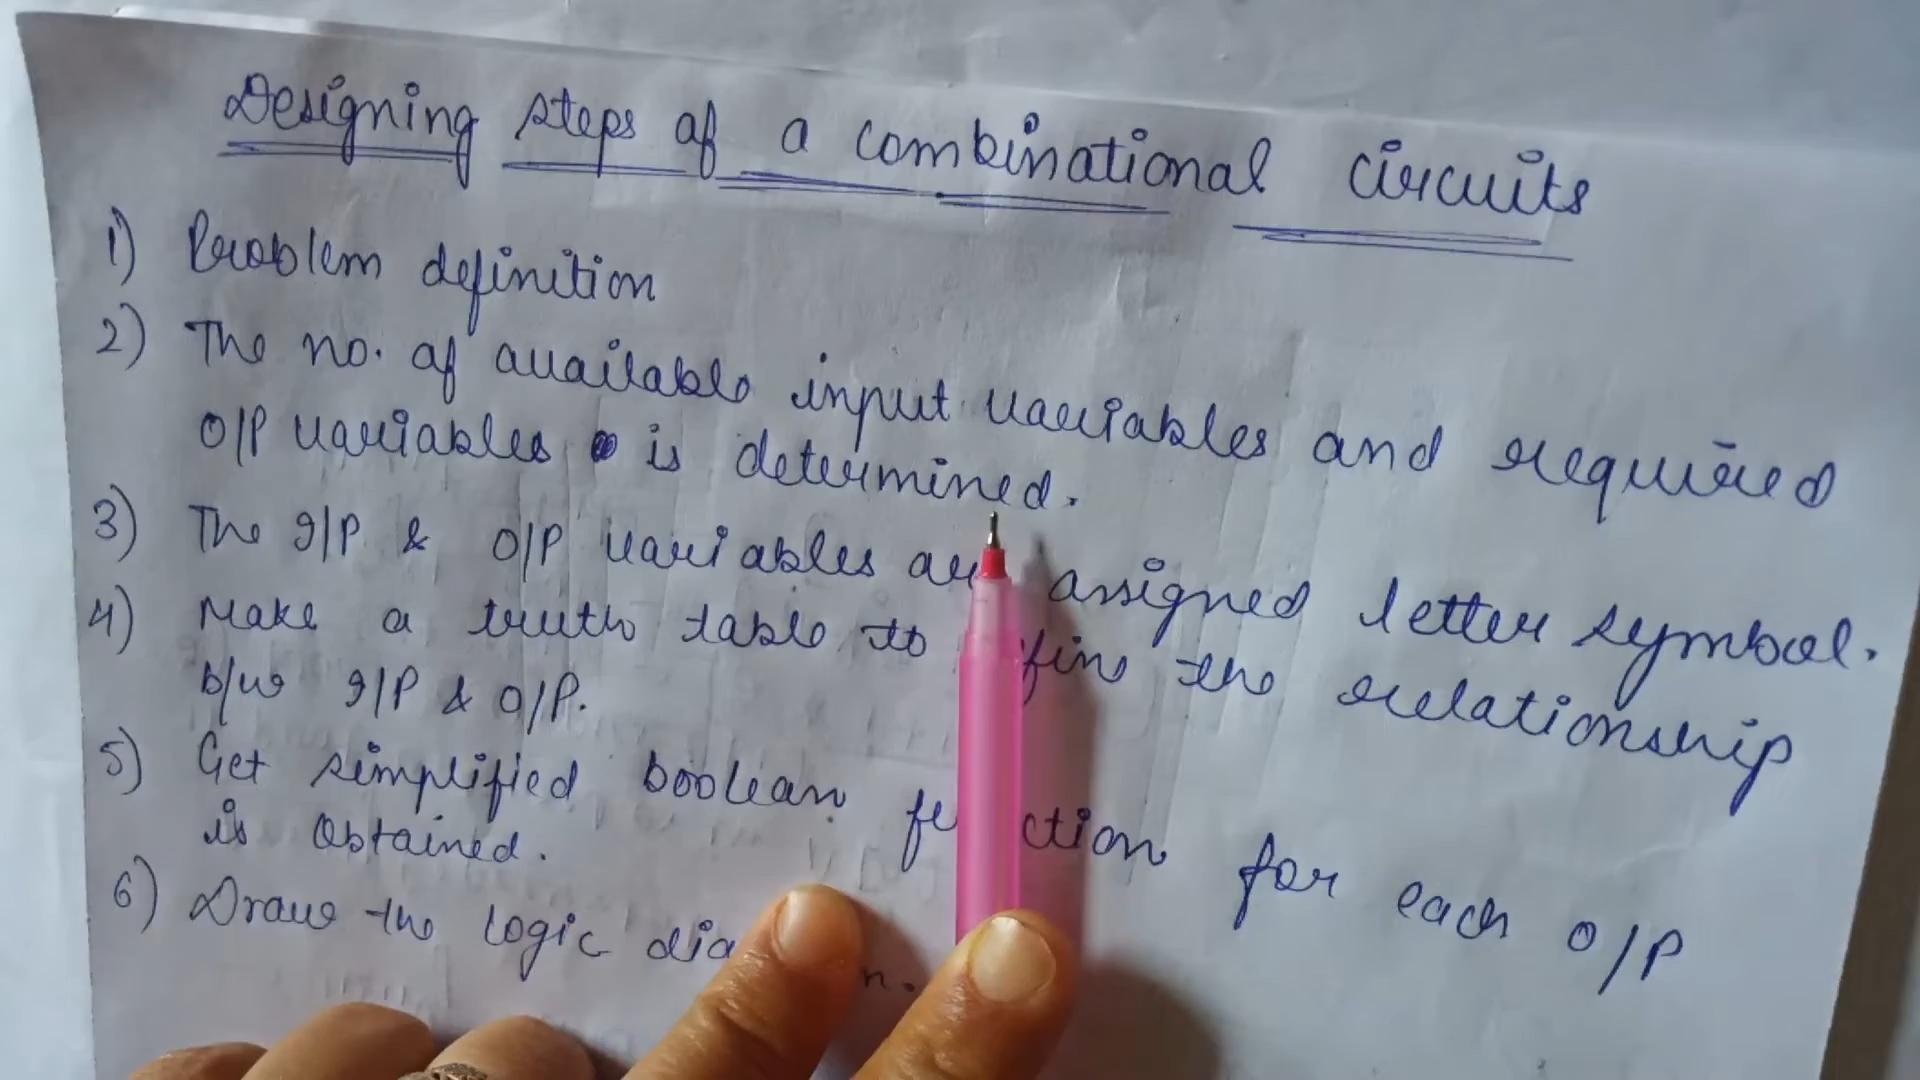 Designing steps of a combinational circuits
1) Problem definition
2) The no. of available input variables and required
O/P variables is determined.
3) The I/P & O/P variables are assigned letter symbol.
4) Make a truth table to the relationship
b/w I/P & O/P.
5) Get simplified boolean function for each O/P
is obtained.
6) Draw the logic